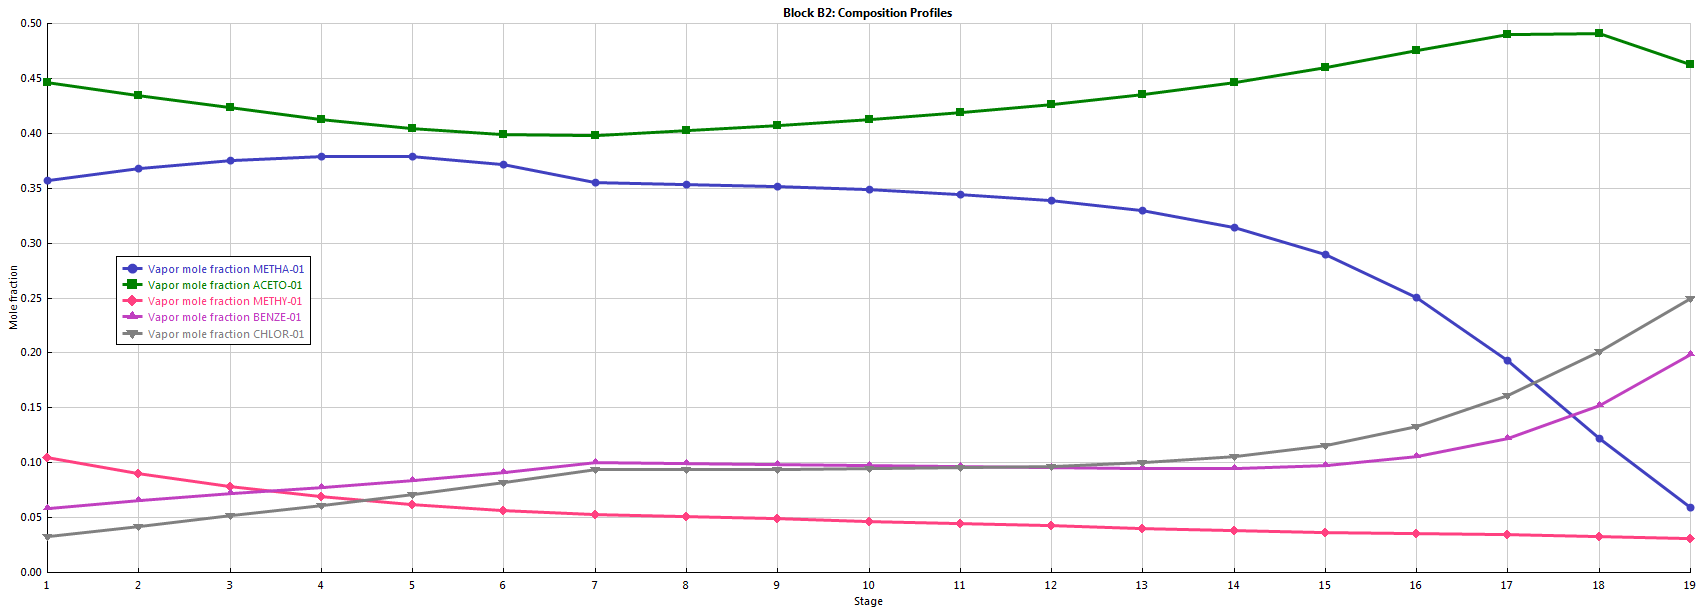 Block B2: Composition Profiles
0.50
0.45
0.40
0.35
0.30
0.25
0.20
0.15
0.10
0.05
0.00
Mole fraction
Vapor mole fraction METHA-01
Vapor mole fraction ACETO-01
Vapor mole fraction METHY-01
Vapor mole fraction BENZE-01
Vapor mole fraction CHLOR-01
1 2 3 4 5 6 7 8 9 10 11 12 13 14 15 16 17 18 19
Stage